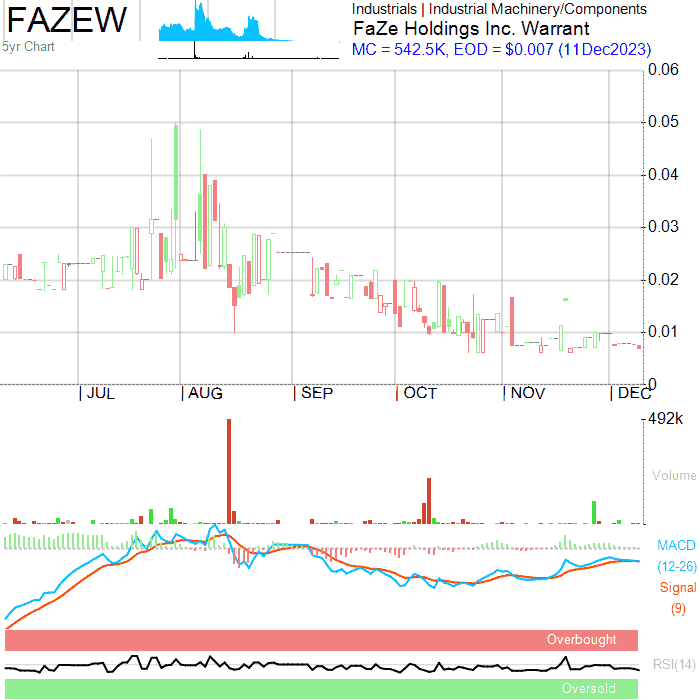 FAZEW
5yr Chart
Industrials | Industrial Machinery/Components
FaZe Holdings Inc. Warrant
MC = 542.5K, EOD = $0.007 (11Dec2023)
0.06
0.05
0.04
0.03
0.02
0.01
0
| JUL | AUG | SEP | OCT | NOV | DEC
492k
Volume
MACD
(12-26)
Signal
(9)
Overbought
RSI(14)
Oversold